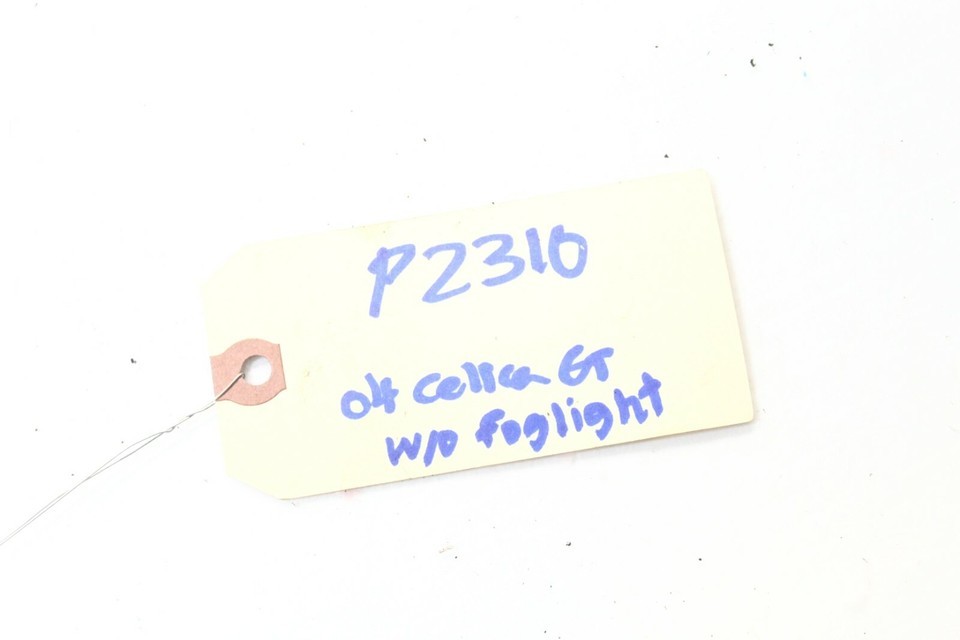 P2310
04 Celica GT
W/O foglight